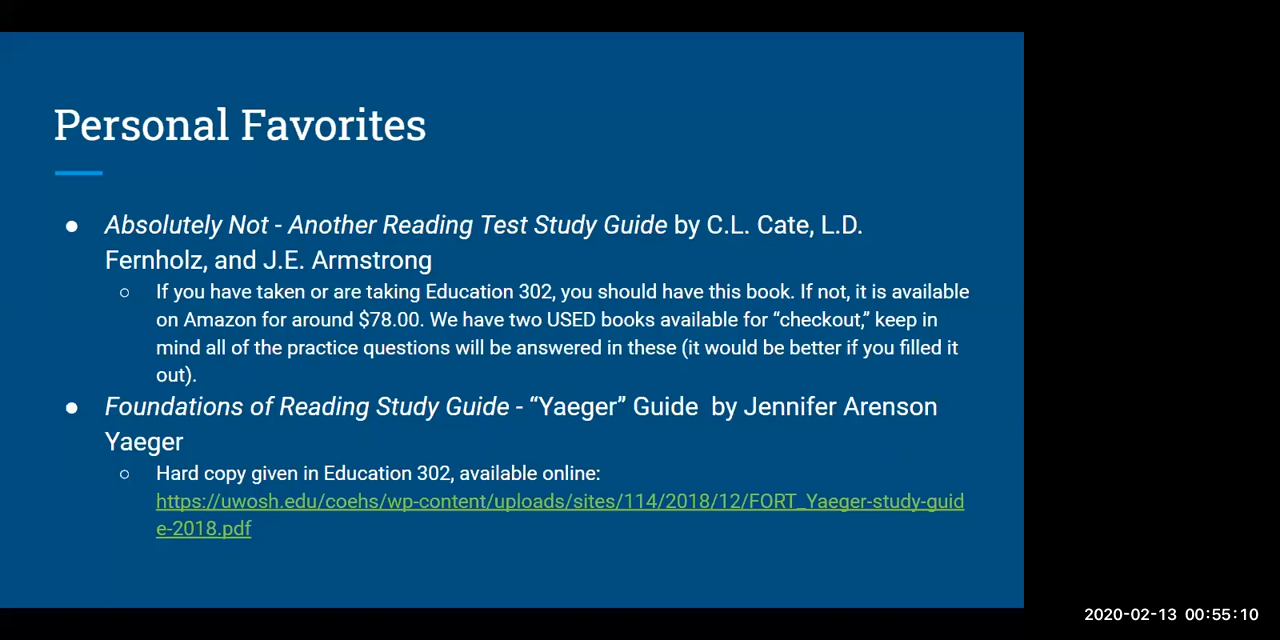 Personal Favorites
● Absolutely Not - Another Reading Test Study Guide by C.L. Cate, L.D.
Fernholz, and J.E. Armstrong
○ If you have taken or are taking Education 302, you should have this book. If not, it is available
on Amazon for around $78.00. We have two USED books available for “checkout,” keep in
mind all of the practice questions will be answered in these (it would be better if you filled it
out).
● Foundations of Reading Study Guide - “Yaeger” Guide  by Jennifer Arenson
Yaeger
○ Hard copy given in Education 302, available online:
https://uwosh.edu/coehs/wp-content/uploads/sites/114/2018/12/FORT_Yaeger-study-guid
e-2018.pdf
2020-02-13 00:55:10